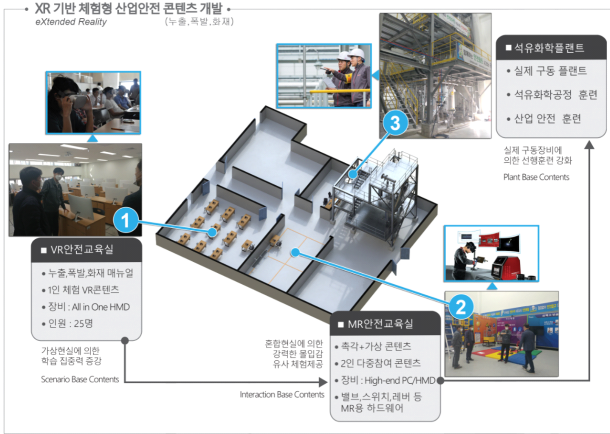 • XR 기반 체험형 산업안전 콘텐츠 개발 •
eXtended Reality (누출,폭발,화재)
■ 석유화학플랜트
• 실제 구동 플랜트
• 석유화학공정 훈련
• 산업 안전 훈련
실제 구동장비에
의한 선행훈련 강화
Plant Base Contents
3
1
2
■ VR안전교육실
• 누출,폭발,화재 매뉴얼
• 1인 체험 VR콘텐츠
• 장비 : All in One HMD
• 인원 : 25명
가상현실에 의한
학습 집중력 증강
Scenario Base Contents
혼합현실에 의한
강력한 몰입감
유사 체험제공
Interaction Base Contents
■ MR안전교육실
• 촉각+가상 콘텐츠
• 2인 다중참여 콘텐츠
• 장비 : High-end PC/HMD
• 밸브,스위치,레버 등
MR용 하드웨어